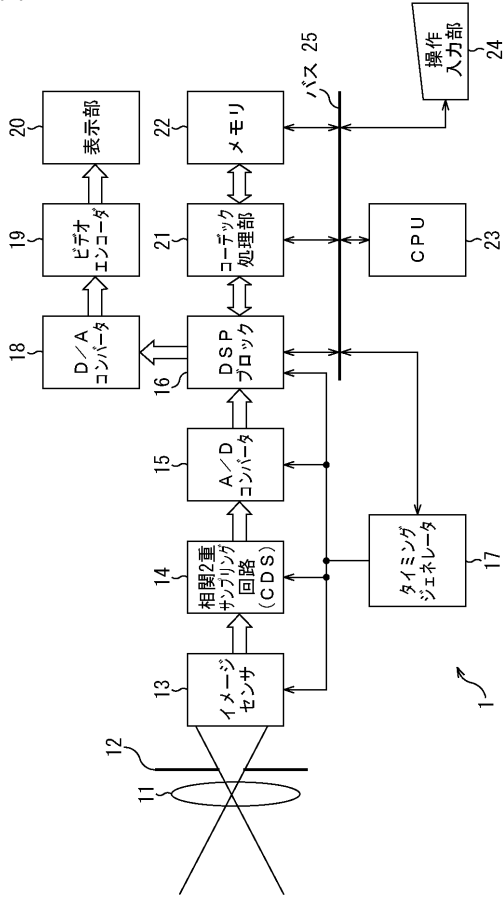 11
12
13
イメージ
センサ
14
相関2重
サンプリング
回路
(CDS)
15
A/D
コンバータ
16
DSP
ブロック
18
D/A
コンバータ
19
ビデオ
エンコーダ
20
表示部
21
コーデック
処理部
22
メモリ
バス 25
CPU
23
操作
入力部
24
タイミング
ジェネレータ
17
1